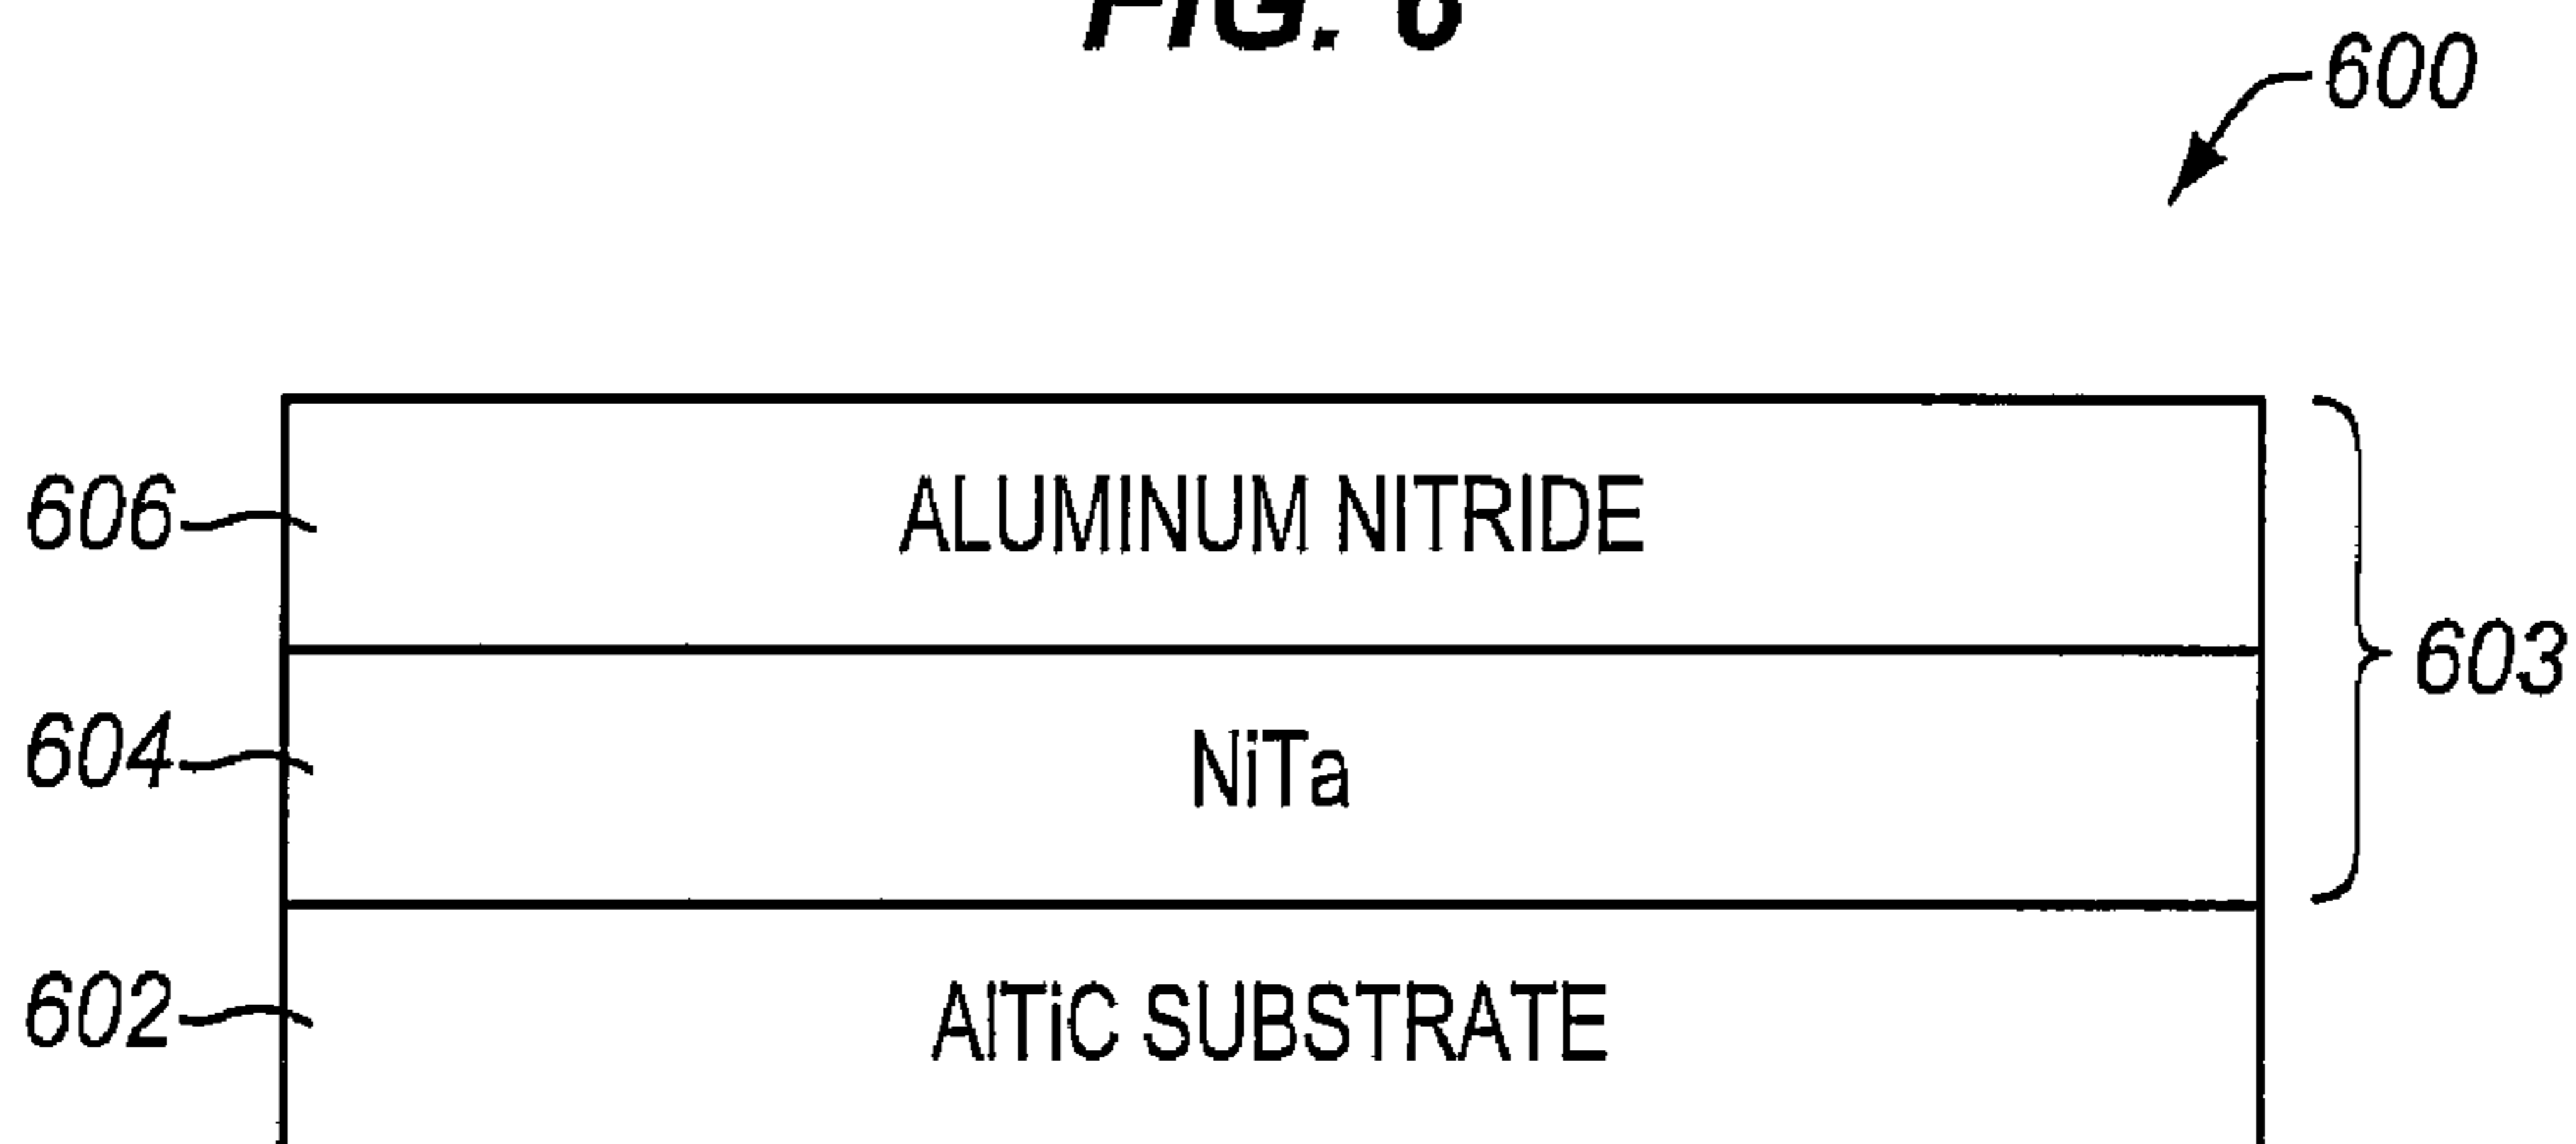 FIG. 6
600
606
ALUMINUM NITRIDE
603
604
NiTa
602
AlTiC SUBSTRATE